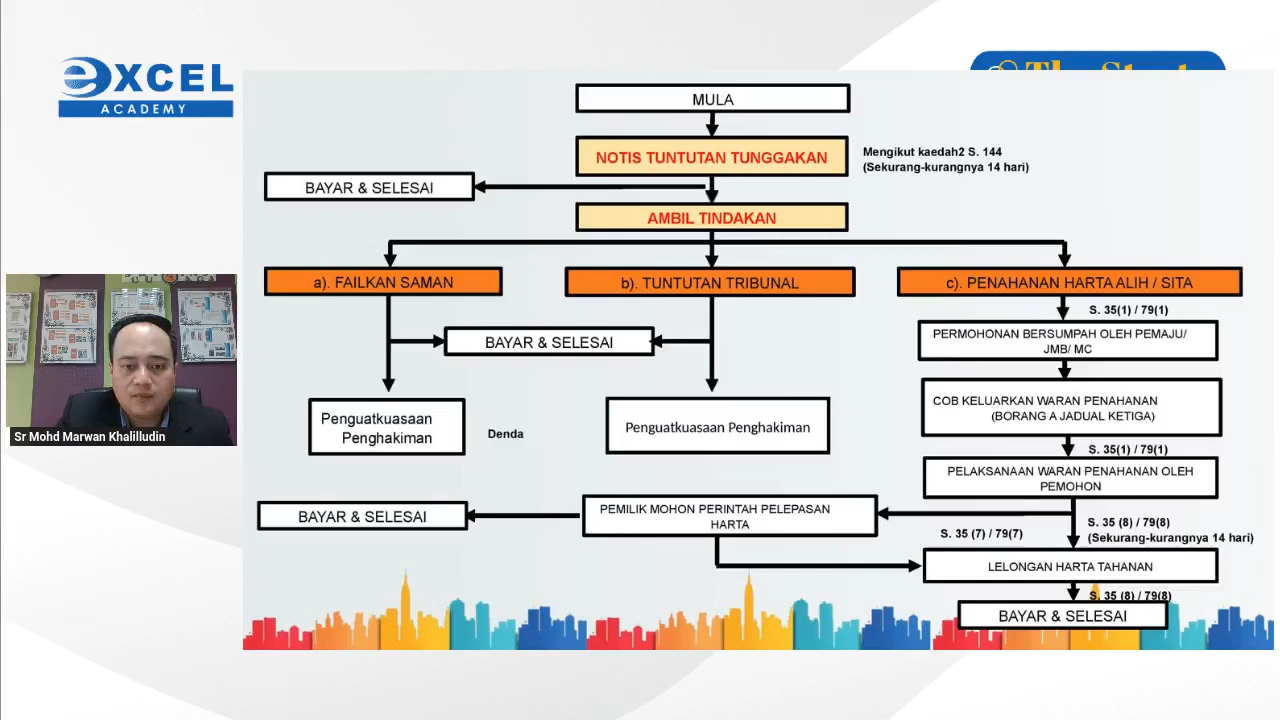 eXCEL
ACADEMY
MULA
NOTIS TUNTUTAN TUNGGAKAN
Mengikut kaedah2 S. 144
(Sekurang-kurangnya 14 hari)
BAYAR & SELESAI
AMBIL TINDAKAN
a). FAILKAN SAMAN
b). TUNTUTAN TRIBUNAL
c). PENAHANAN HARTA ALIH / SITA
S. 35(1) / 79(1)
BAYAR & SELESAI
PERMOHONAN BERSUMPAH OLEH PEMAJU/
JMB/ MC
Penguatkuasaan
Penghakiman
Denda
Penguatkuasaan Penghakiman
COB KELUARKAN WARAN PENAHANAN
(BORANG A JADUAL KETIGA)
S. 35(1) / 79(1)
PELAKSANAAN WARAN PENAHANAN OLEH
PEMOHON
BAYAR & SELESAI
PEMILIK MOHON PERINTAH PELEPASAN
HARTA
S. 35 (7) / 79(7)
S. 35 (8) / 79(8)
(Sekurang-kurangnya 14 hari)
LELONGAN HARTA TAHANAN
S. 35 (8) / 79(8)
BAYAR & SELESAI
Sr Mohd Marwan Khalilludin